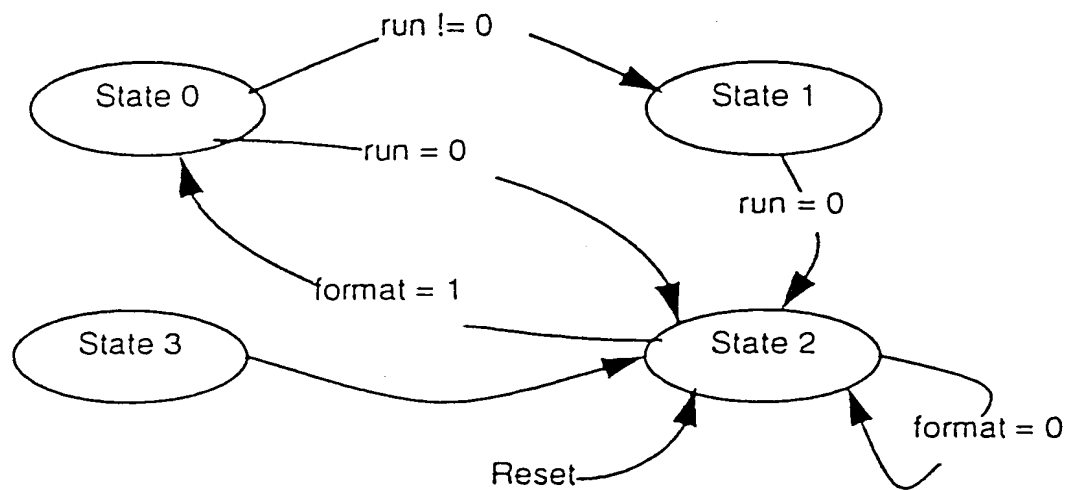 run != 0
State 0
State 1
run = 0
run = 0
format = 1
State 3
State 2
format = 0
Reset